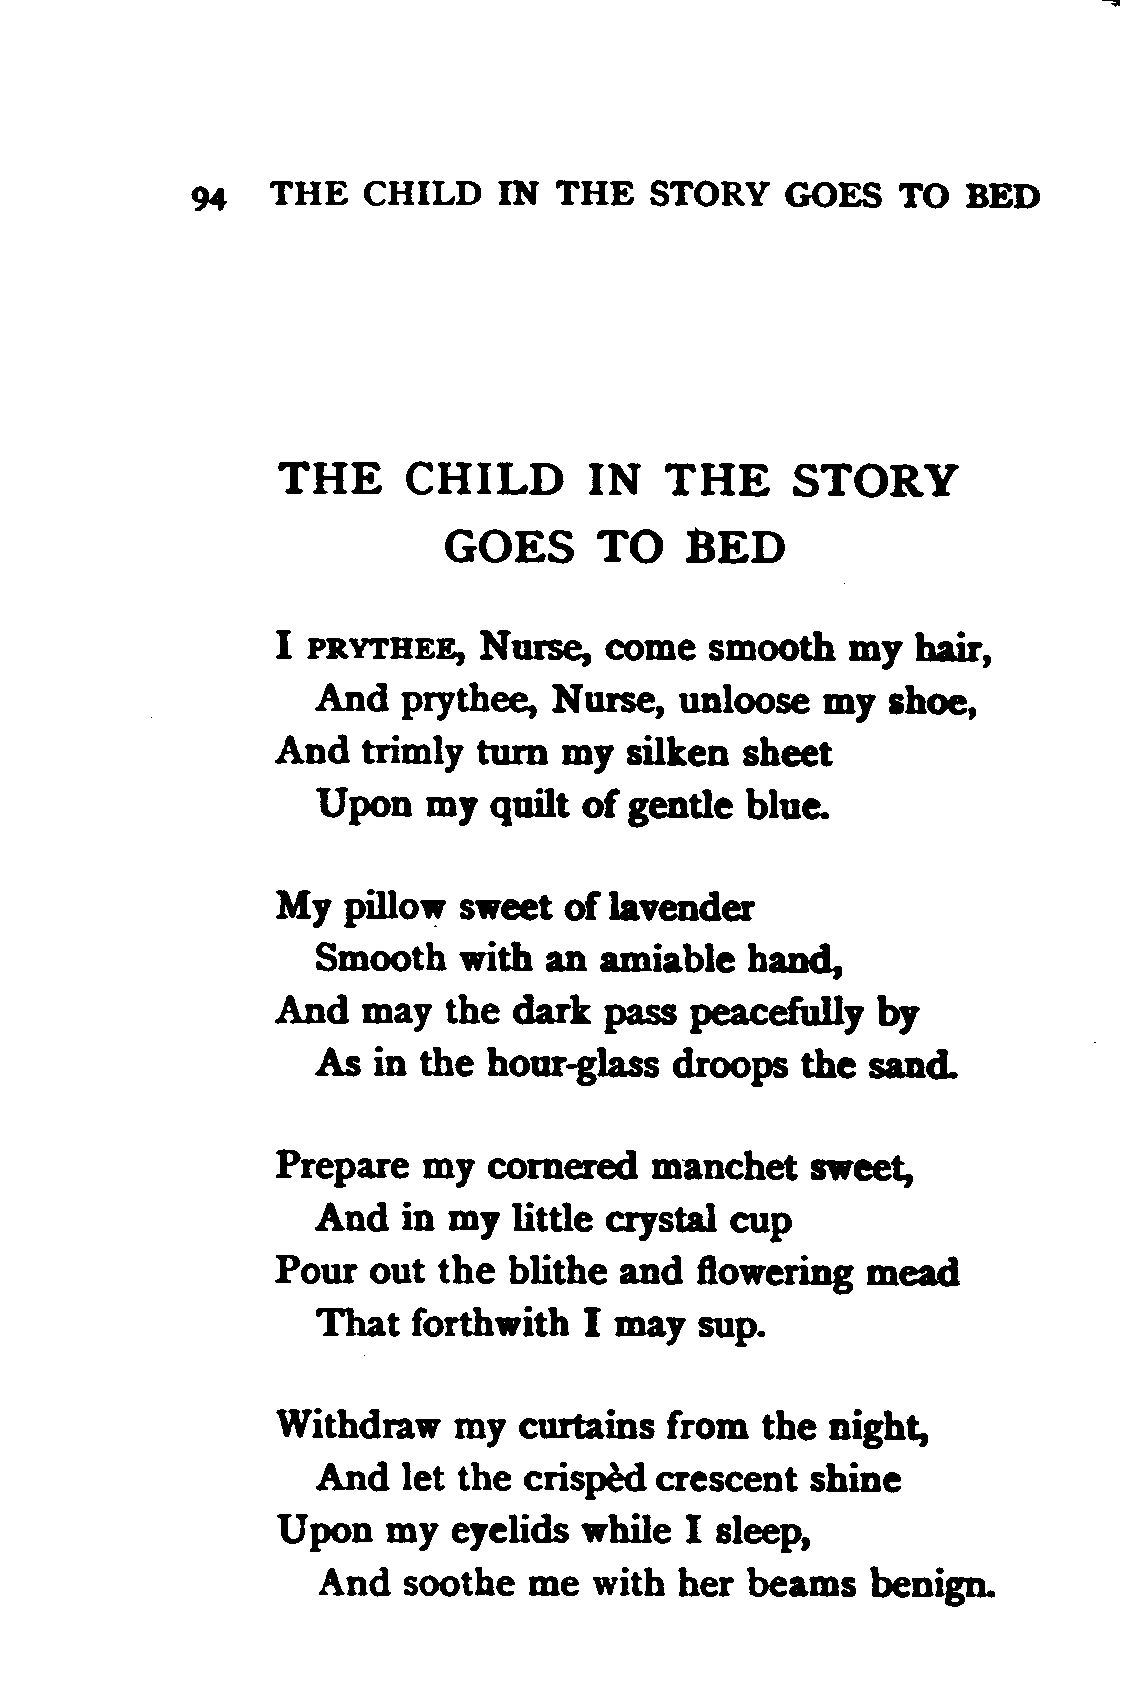 94 THE CHILD IN THE STORY GOES TO BED
THE CHILD IN THE STORY
GOES TO BED
I PRYTHEE, Nurse, come smooth my hair,
And prythee, Nurse, unloose my shoe,
And trimly turn my silken sheet
Upon my quilt of gentle blue.
My pillow sweet of lavender
Smooth with an amiable hand,
And may the dark pass peacefully by
As in the hour-glass droops the sand.
Prepare my cornered manchet sweet,
And in my little crystal cup
Pour out the blithe and flowering mead
That forthwith I may sup.
Withdraw my curtains from the night,
And let the crispèd crescent shine
Upon my eyelids while I sleep,
And soothe me with her beams benign.